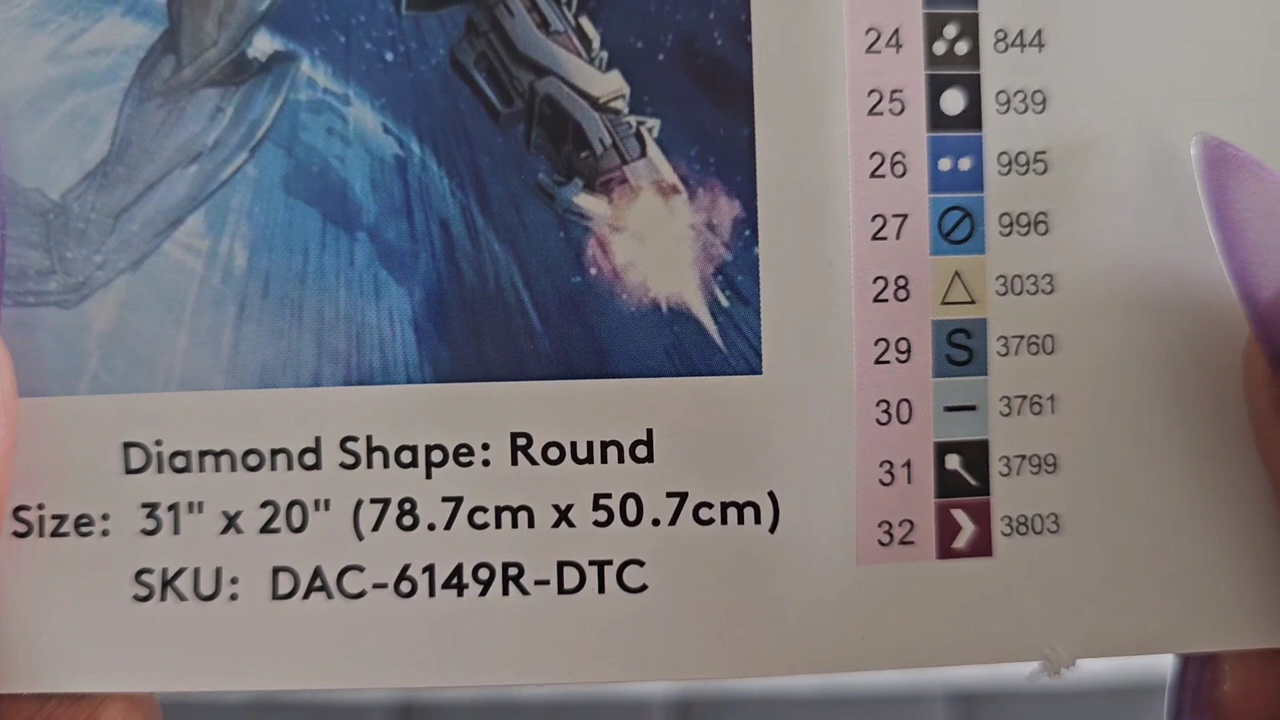 24 844
25 939
26 995
27 996
28 3033
29 S 3760
30 3761
31 3799
32 3803
Diamond Shape: Round
Size: 31" x 20" (78.7cm x 50.7cm)
SKU: DAC-6149R-DTC